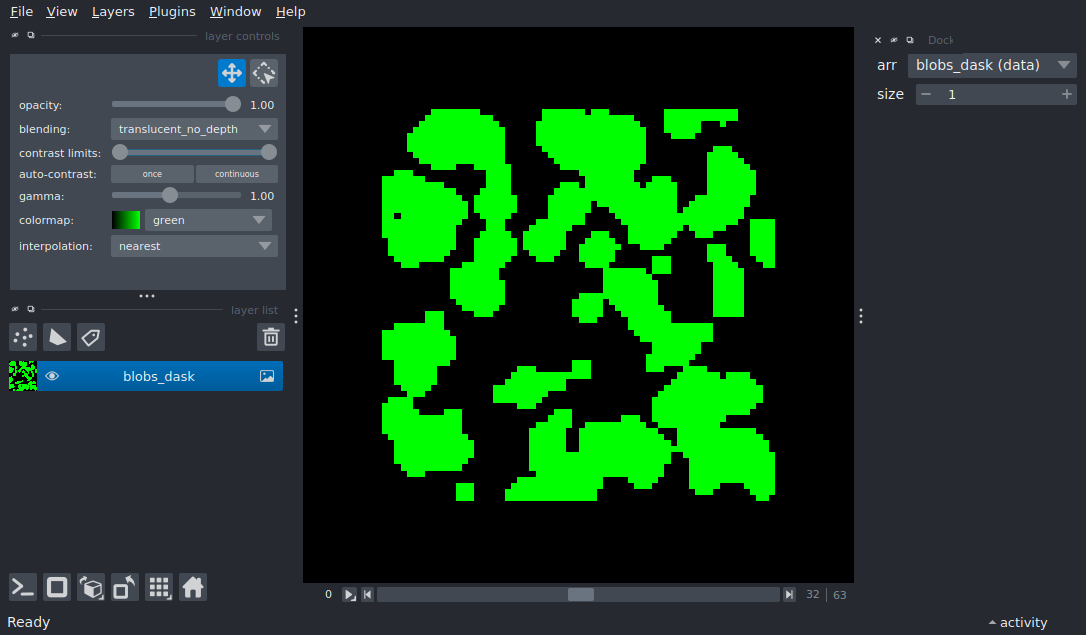 File View Layers Plugins Window Help
layer controls
opacity: 1.00
blending: translucent_no_depth
contrast limits:
auto-contrast: once continuous
gamma: 1.00
colormap: green
interpolation: nearest
layer list
blobs_dask
Dock
arr blobs_dask (data)
size 1
0 32 63
Ready
activity